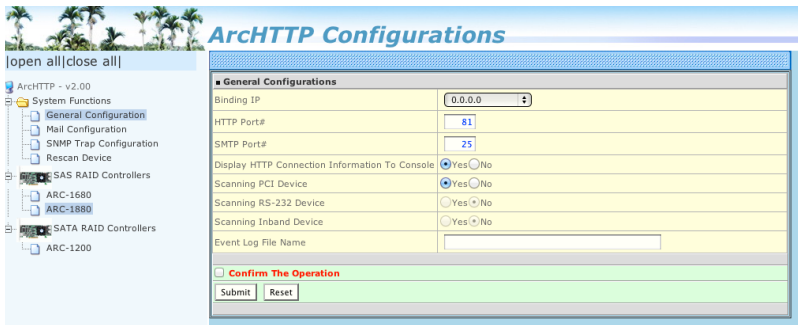 ArcHTTP Configurations
|open all|close all|
ArcHTTP - v2.00
System Functions
General Configuration
Mail Configuration
SNMP Trap Configuration
Rescan Device
SAS RAID Controllers
ARC-1680
ARC-1880
SATA RAID Controllers
ARC-1200
General Configurations
Binding IP 0.0.0.0
HTTP Port# 81
SMTP Port# 25
Display HTTP Connection Information To Console Yes No
Scanning PCI Device Yes No
Scanning RS-232 Device Yes No
Scanning Inband Device Yes No
Event Log File Name
Confirm The Operation
Submit Reset